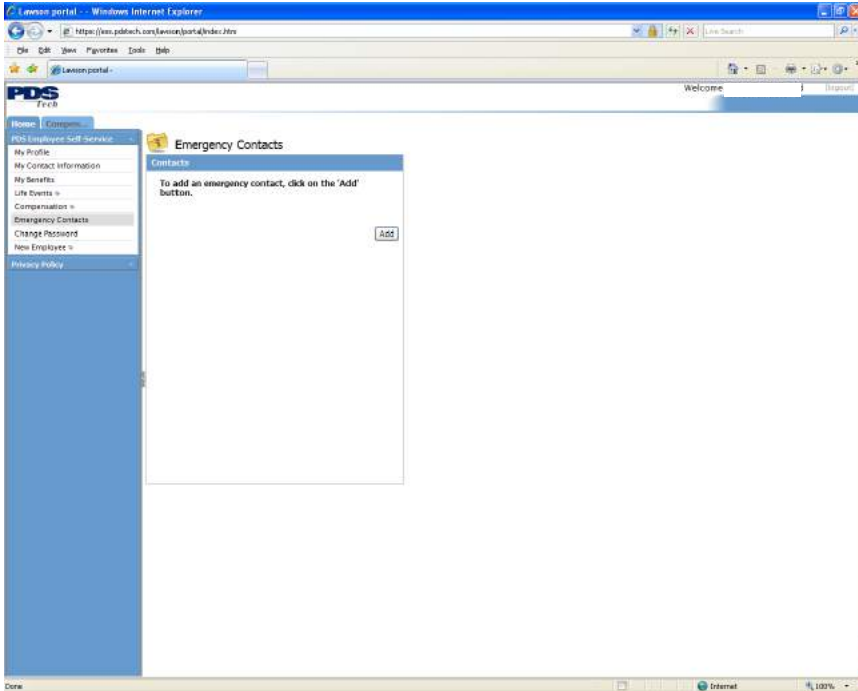 Lawson portal - - Windows Internet Explorer
https://ess.pdstech.com/lawson/portal/index.htm
Live Search
File Edit View Favorites Tools Help
Lawson portal -
PDS
Tech
Welcome
[logout]
Home Compen...
PDS Employee Self-Service
My Profile
My Contact Information
My Benefits
Life Events »
Compensation »
Emergency Contacts
Change Password
New Employee »
Privacy Policy
Emergency Contacts
Contacts
To add an emergency contact, click on the 'Add'
button.
Add
Done
Internet
100%